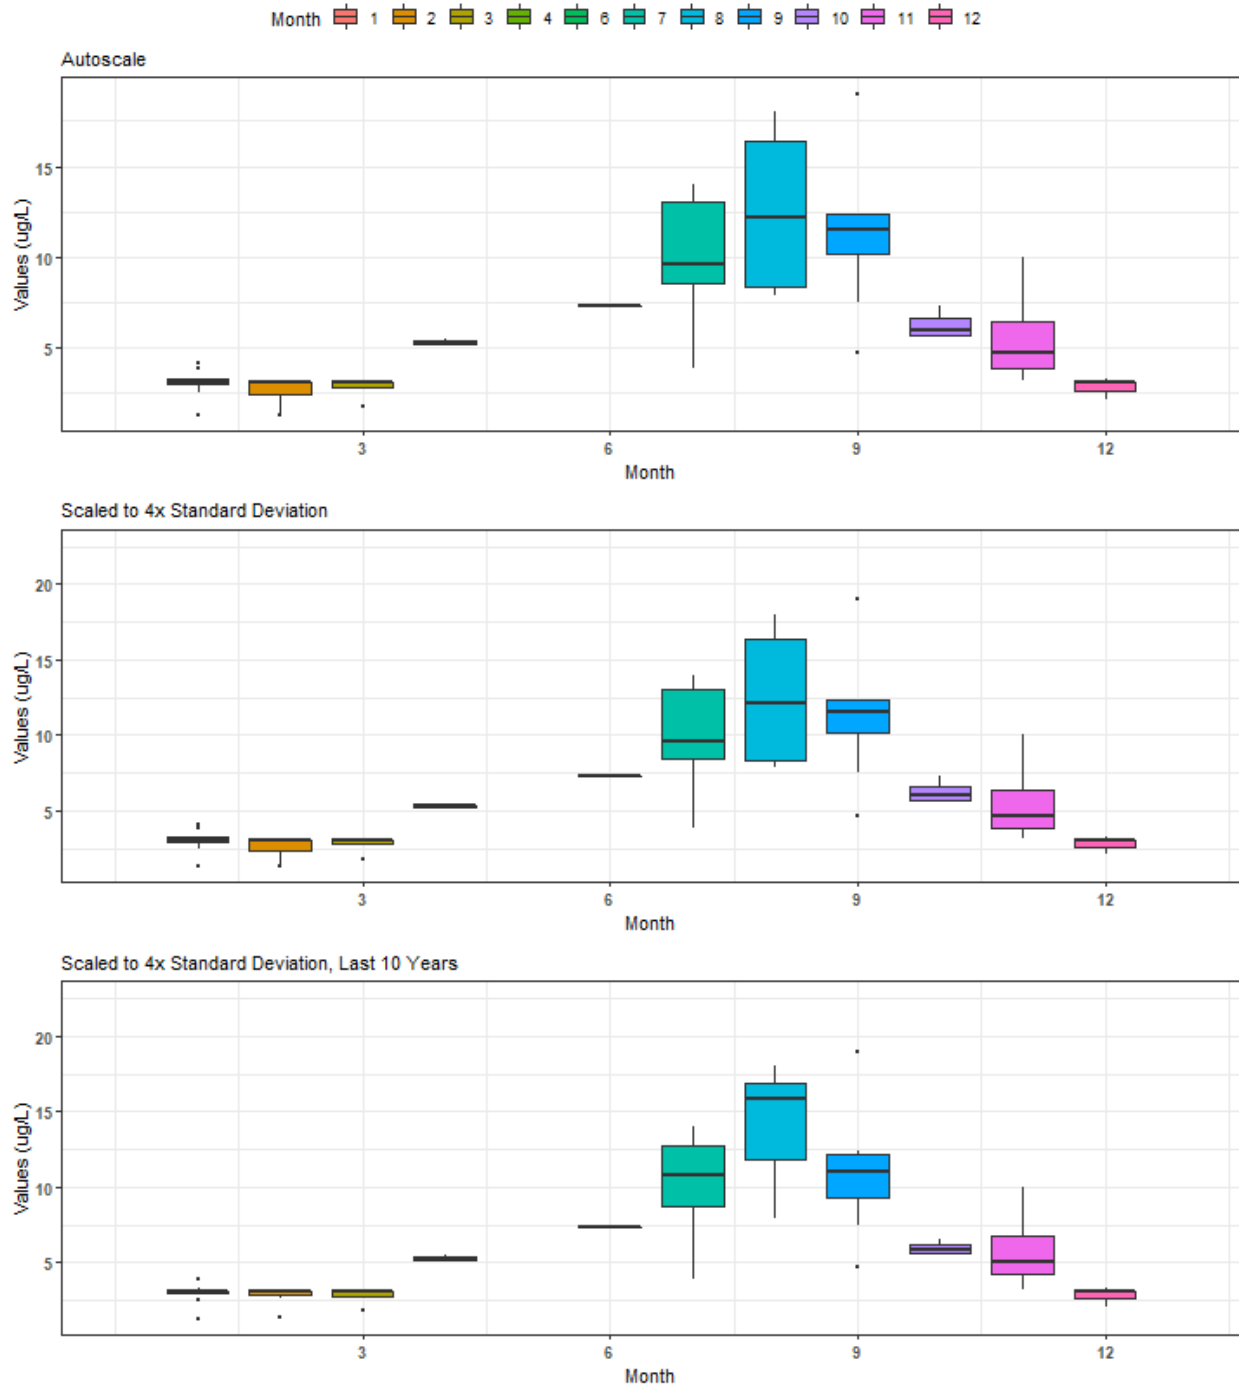 Month 1 2 3 4 6 7 8 9 10 11 12
Autoscale
Values (ug/L)
15
10
5
3 6 9 12
Month
Scaled to 4x Standard Deviation
Values (ug/L)
20
15
10
5
3 6 9 12
Month
Scaled to 4x Standard Deviation, Last 10 Years
Values (ug/L)
20
15
10
5
3 6 9 12
Month